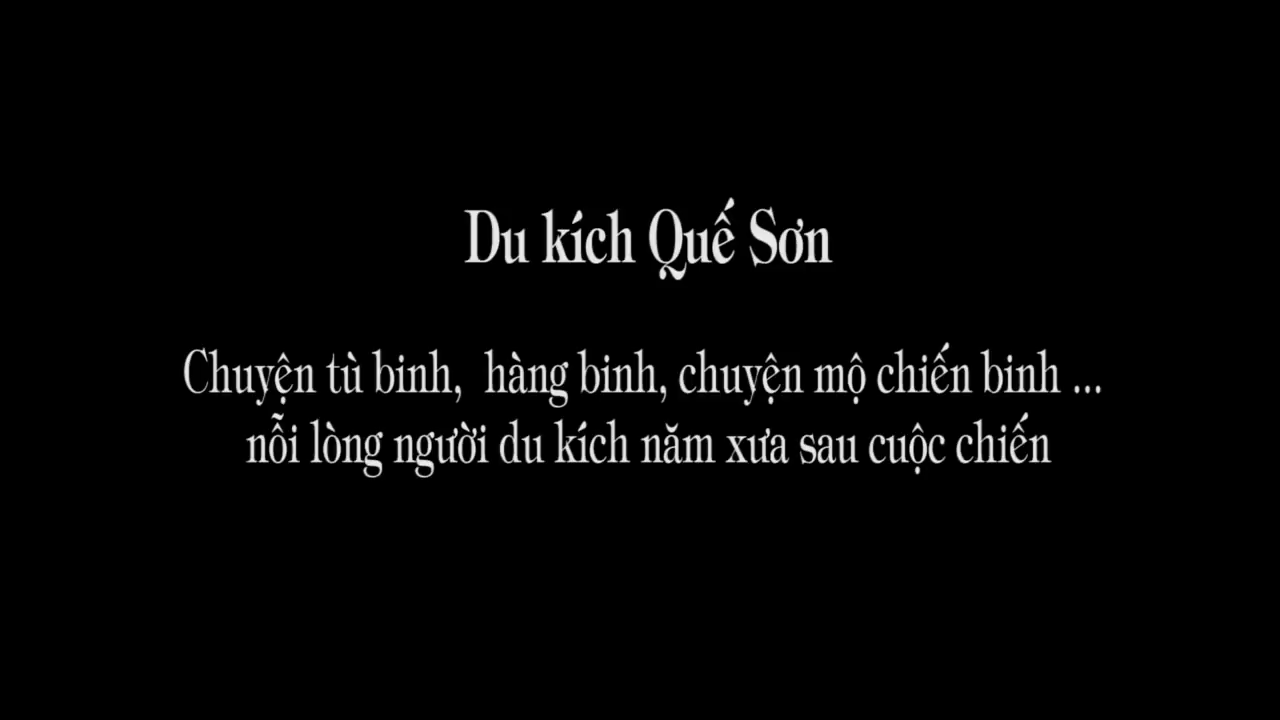 Du kích Quế Sơn
Chuyện tù binh, hàng binh, chuyện mộ chiến binh ...
nỗi lòng người du kích năm xưa sau cuộc chiến